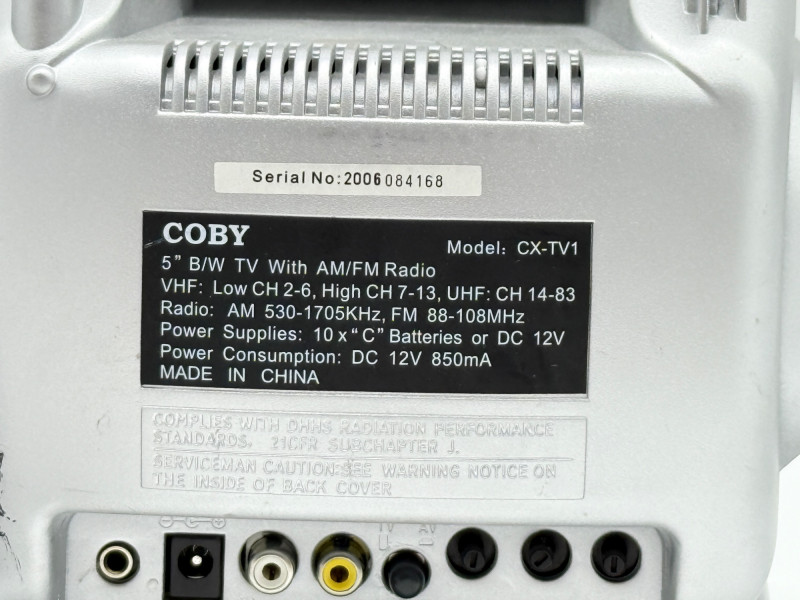 Serial No:2006084168
COBY
Model: CX-TV1
5" B/W TV With AM/FM Radio
VHF: Low CH 2-6, High CH 7-13, UHF: CH 14-83
Radio: AM 530-1705KHz, FM 88-108MHz
Power Supplies: 10 x "C" Batteries or DC 12V
Power Consumption: DC 12V 850mA
MADE IN CHINA
COMPLIES WITH DHHS RADIATION PERFORMANCE
STANDARDS. 21CFR SUBCHAPTER J.
SERVICEMAN CAUTION:SEE WARNING NOTICE ON
THE INSIDE OF BACK COVER
TV AV